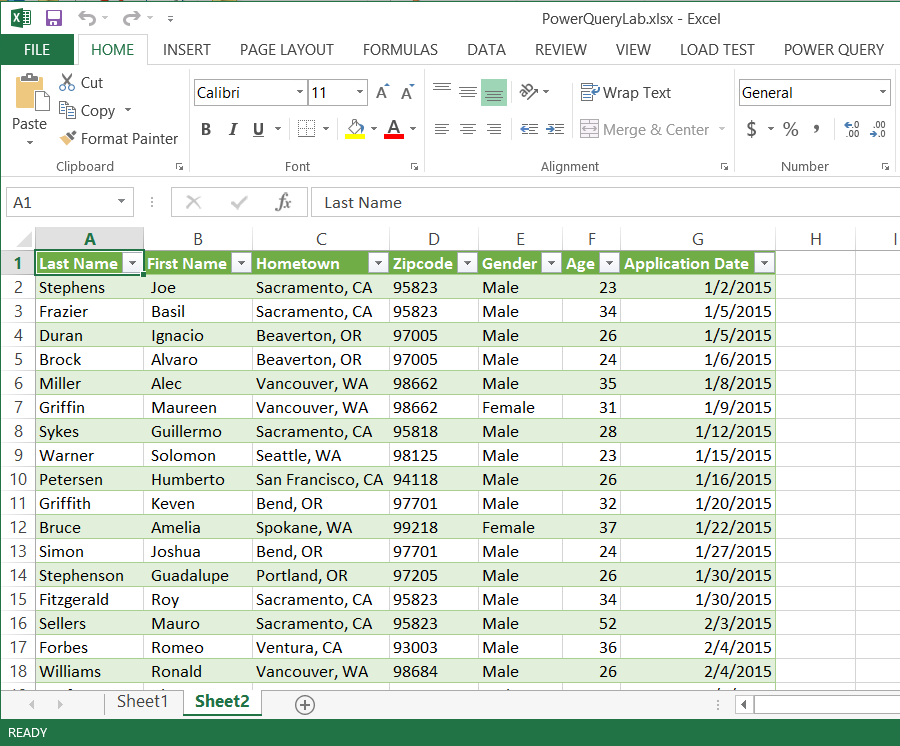 PowerQueryLab.xlsx - Excel
FILE HOME INSERT PAGE LAYOUT FORMULAS DATA REVIEW VIEW LOAD TEST POWER QUERY
Paste
Cut
Copy
Format Painter
Clipboard
Calibri 11
B I U A
Font
Wrap Text
Merge & Center
Alignment
General
$ % ,
Number
A1 fx Last Name
A B C D E F G H I
1 Last Name First Name Hometown Zipcode Gender Age Application Date
2 Stephens Joe Sacramento, CA 95823 Male 23 1/2/2015
3 Frazier Basil Sacramento, CA 95823 Male 34 1/5/2015
4 Duran Ignacio Beaverton, OR 97005 Male 26 1/5/2015
5 Brock Alvaro Beaverton, OR 97005 Male 24 1/6/2015
6 Miller Alec Vancouver, WA 98662 Male 35 1/8/2015
7 Griffin Maureen Vancouver, WA 98662 Female 31 1/9/2015
8 Sykes Guillermo Sacramento, CA 95818 Male 28 1/12/2015
9 Warner Solomon Seattle, WA 98125 Male 23 1/15/2015
10 Petersen Humberto San Francisco, CA 94118 Male 26 1/16/2015
11 Griffith Keven Bend, OR 97701 Male 32 1/20/2015
12 Bruce Amelia Spokane, WA 99218 Female 37 1/22/2015
13 Simon Joshua Bend, OR 97701 Male 24 1/27/2015
14 Stephenson Guadalupe Portland, OR 97205 Male 26 1/30/2015
15 Fitzgerald Roy Sacramento, CA 95823 Male 34 1/30/2015
16 Sellers Mauro Sacramento, CA 95823 Male 52 2/3/2015
17 Forbes Romeo Ventura, CA 93003 Male 36 2/4/2015
18 Williams Ronald Vancouver, WA 98684 Male 26 2/4/2015
Sheet1 Sheet2
READY